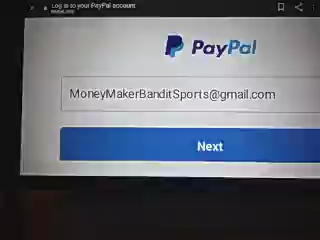 Log in to your PayPal account
PayPal
MoneyMakerBanditSports@gmail.com
Next